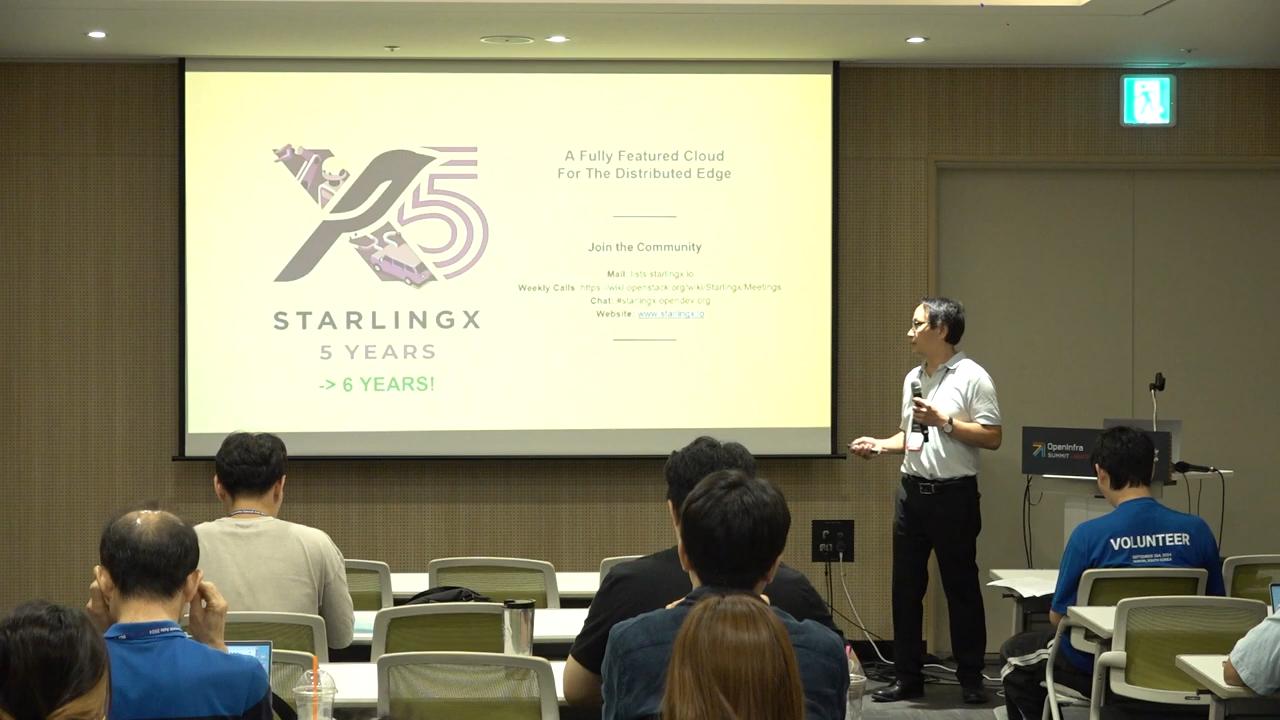 A Fully Featured Cloud
For The Distributed Edge
Join the Community
Mail: lists.starlingx.io
Weekly Calls: https://wiki.openstack.org/wiki/Starlingx/Meetings
Chat: #starlingx.opendev.org
Website: www.starlingx.io
X5
STARLINGX
5 YEARS
-> 6 YEARS!
OpenInfra
SUMMIT
VOLUNTEER